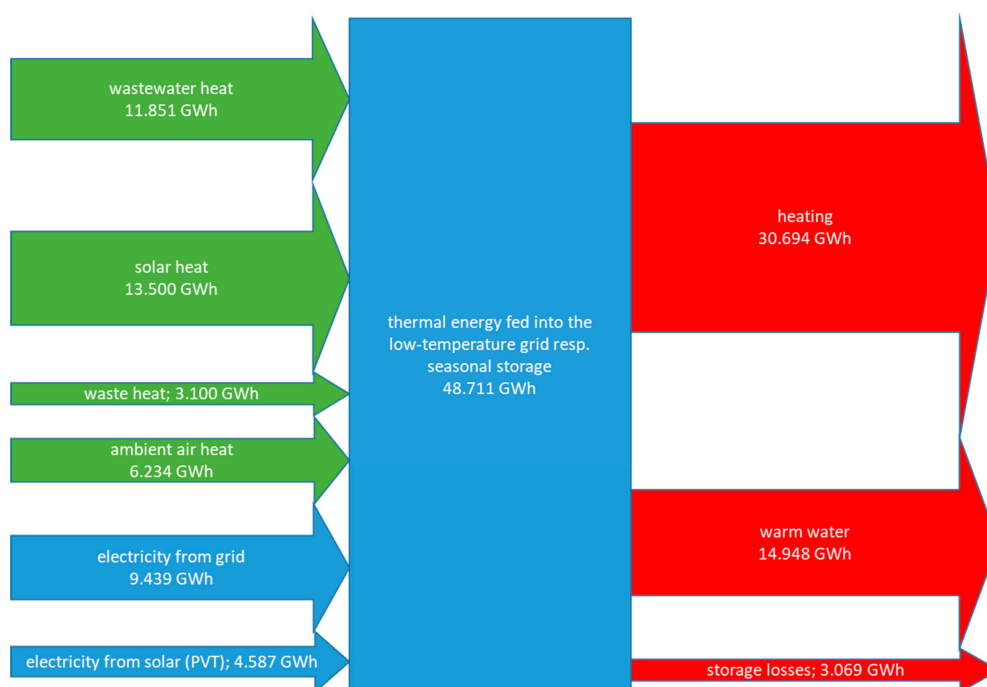 wastewater heat
11.851 GWh
solar heat
13.500 GWh
waste heat; 3.100 GWh
ambient air heat
6.234 GWh
electricity from grid
9.439 GWh
electricity from solar (PVT); 4.587 GWh
thermal energy fed into the
low-temperature grid resp.
seasonal storage
48.711 GWh
heating
30.694 GWh
warm water
14.948 GWh
storage losses; 3.069 GWh